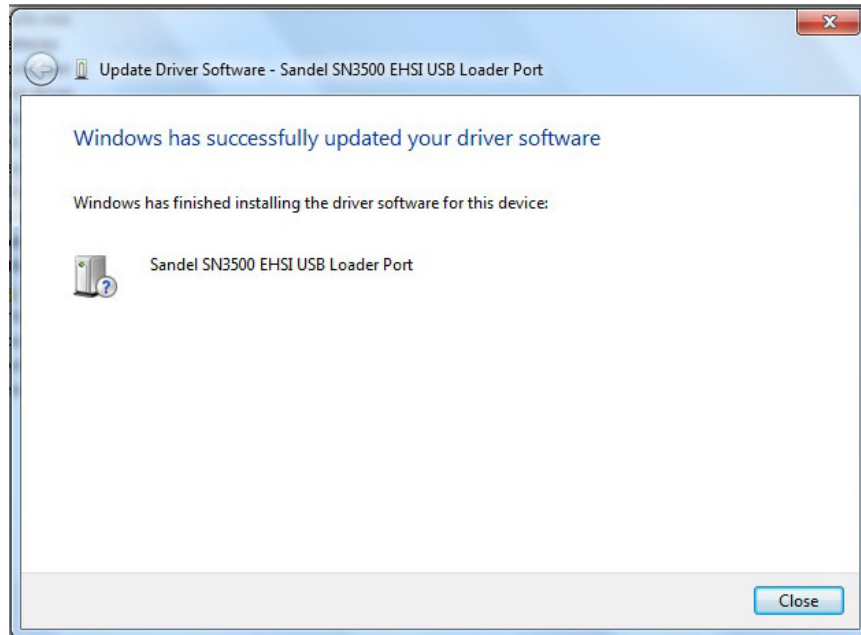 Update Driver Software - Sandel SN3500 EHSI USB Loader Port
Windows has successfully updated your driver software
Windows has finished installing the driver software for this device:
Sandel SN3500 EHSI USB Loader Port
Close